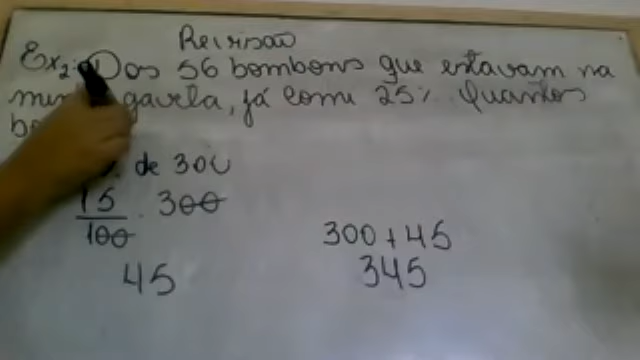 Revisão
Ex2: Dos 56 bombons que estavam na
gaveta, já comi 25%. Quantos
de 300
15/100 . 300
45
300 + 45
345